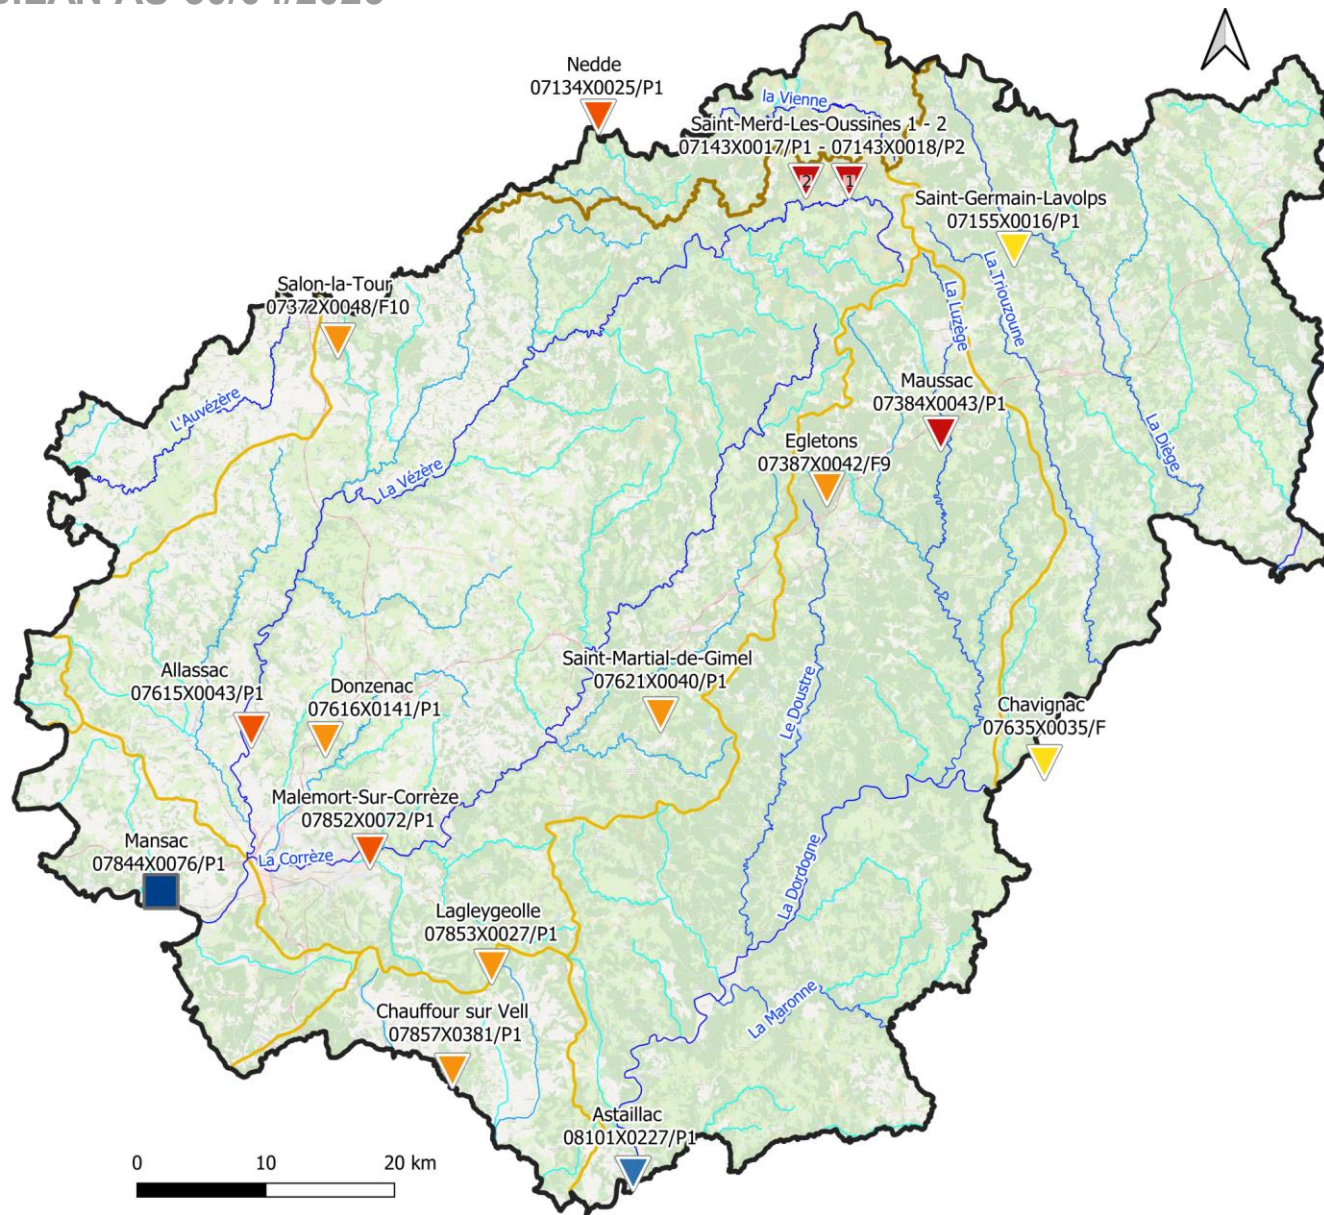 Nedde
07134X0025/P1
la Vienne
Saint-Merd-Les-Oussines 1 - 2
07143X0017/P1 - 07143X0018/P2
2
1
Saint-Germain-Lavolps
07155X0016/P1
La Triouzoune
La Luzège
Salon-la-Tour
07372X0048/F10
L'Auvézère
Maussac
07384X0043/P1
La Diège
Egletons
07387X0042/F9
La Vézère
Allassac
07615X0043/P1
Donzenac
07616X0141/P1
Saint-Martial-de-Gimel
07621X0040/P1
Le Doustre
Chavignac
07635X0035/F
Malemort-Sur-Corrèze
07852X0072/P1
Mansac
07844X0076/P1
La Corrèze
La Dordogne
Lagleygeolle
07853X0027/P1
Chauffour sur Vell
07857X0381/P1
La Maronne
Astaillac
08101X0227/P1
0 10 20 km